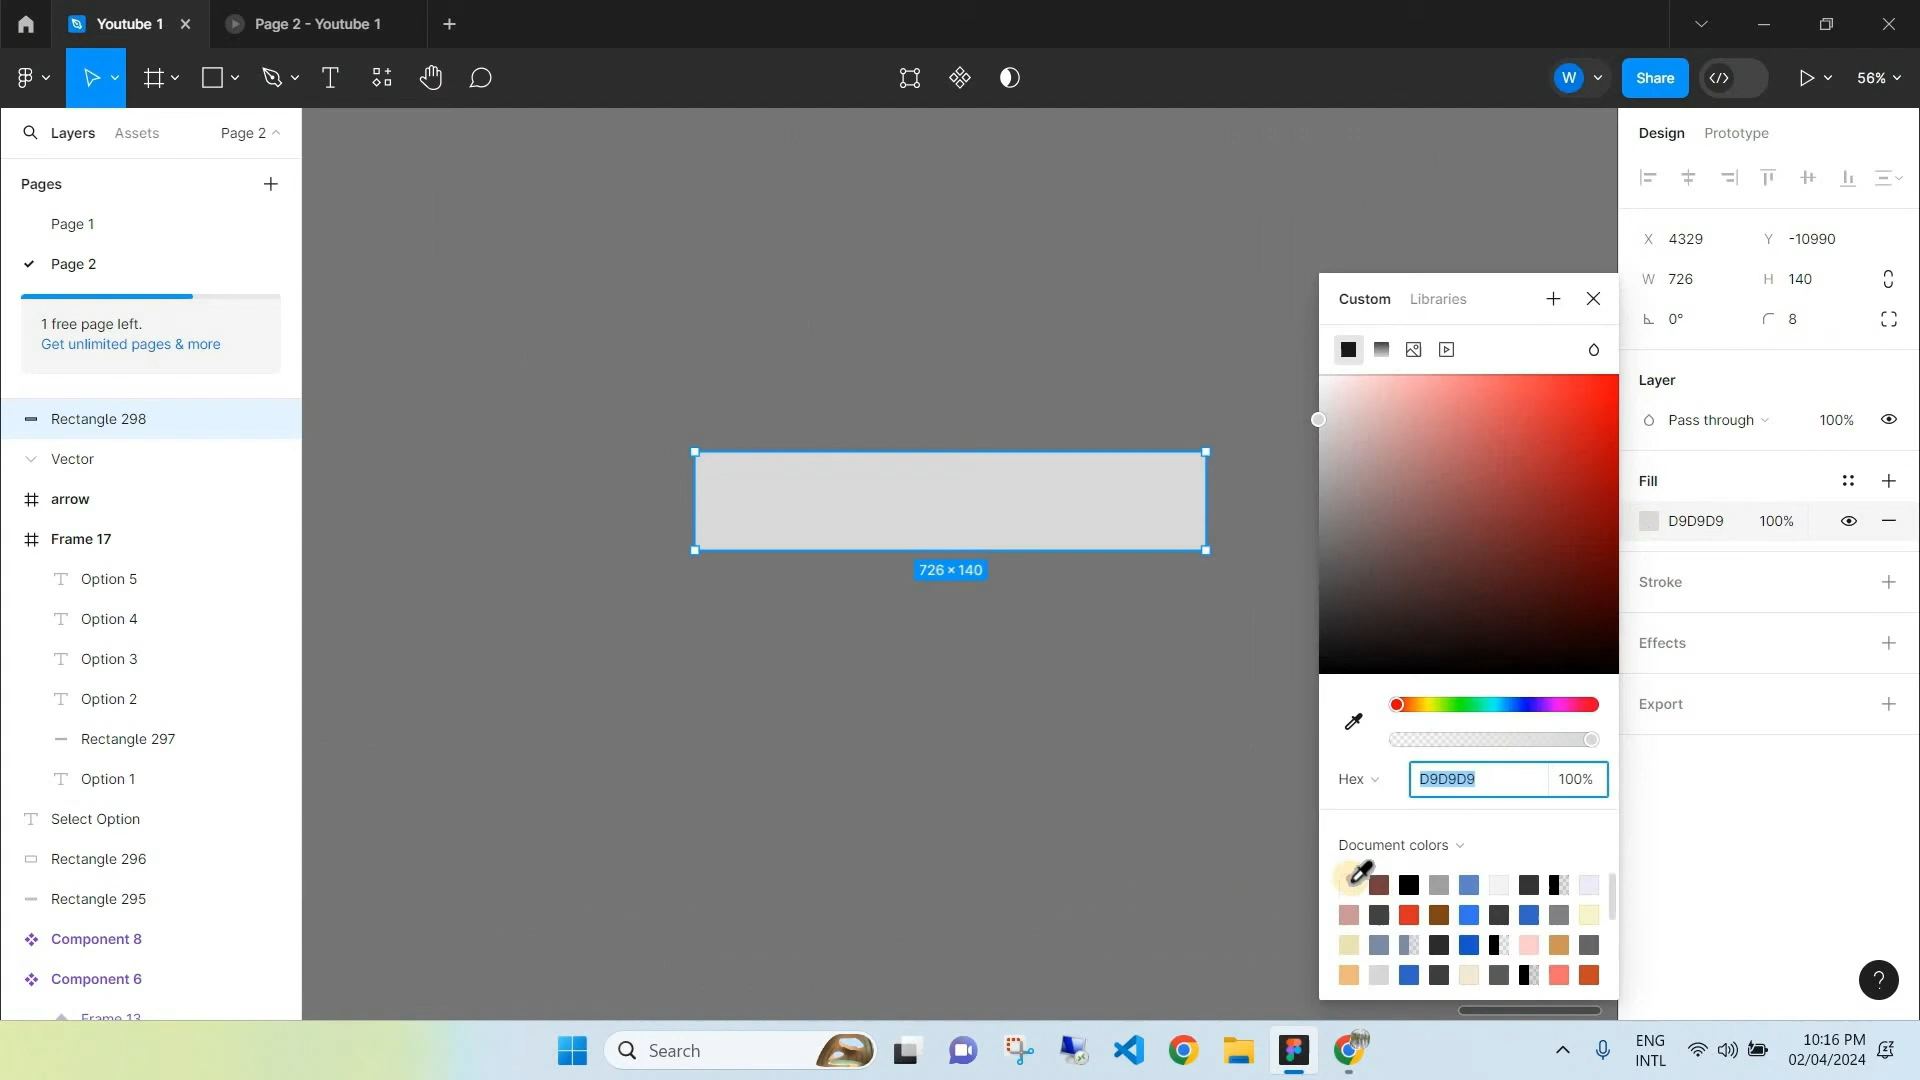 Youtube 1
Page 2 - Youtube 1
W
Share
56%
Layers
Assets
Page 2
Pages
Page 1
Page 2
1 free page left.
Get unlimited pages & more
Rectangle 298
Vector
arrow
Frame 17
Option 5
Option 4
Option 3
Option 2
Rectangle 297
Option 1
Select Option
Rectangle 296
Rectangle 295
Component 8
Component 6
Frame 13
726 × 140
Custom
Libraries
Hex
D9D9D9
100%
Document colors
Design
Prototype
X 4329
Y -10990
W 726
H 140
0°
8
Layer
Pass through
100%
Fill
D9D9D9
100%
Stroke
Effects
Export
?
Search
ENG
INTL
10:16 PM
02/04/2024